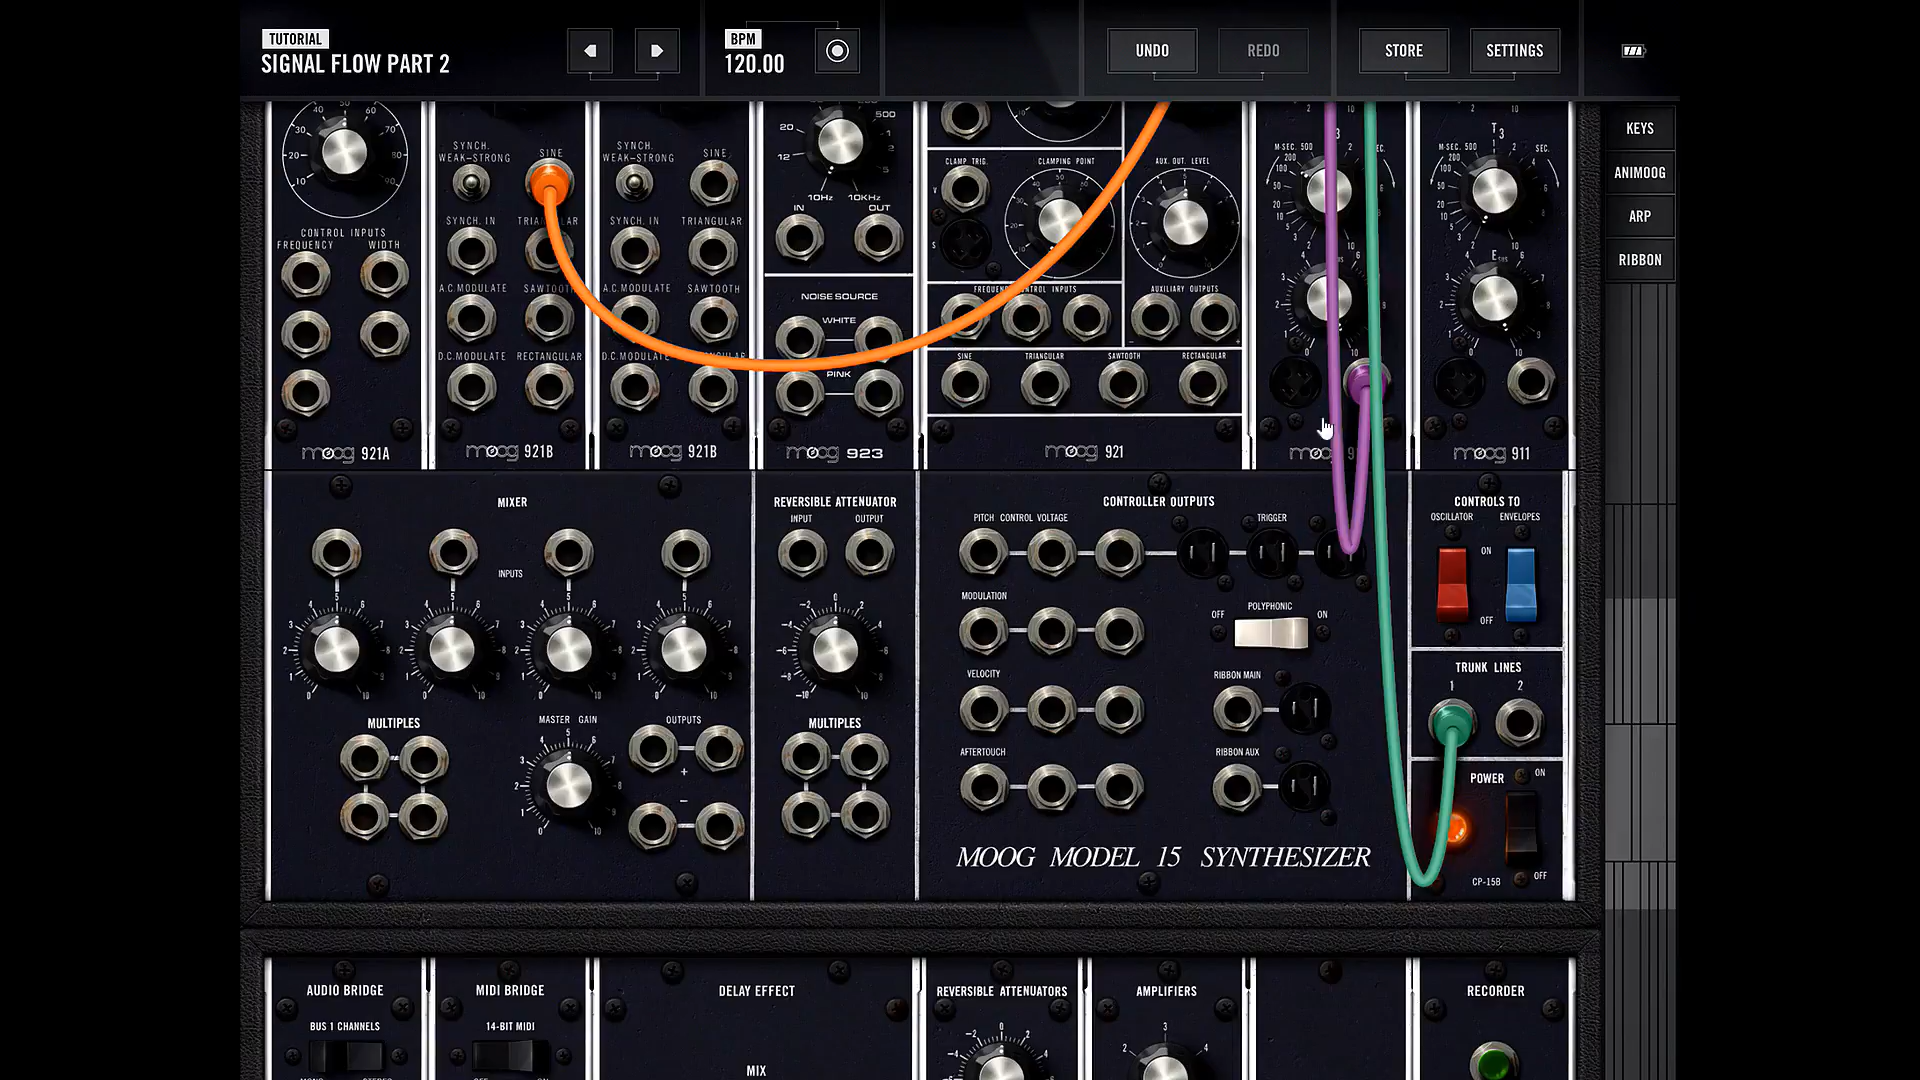 TUTORIAL
SIGNAL FLOW PART 2
BPM
120.00
UNDO
REDO
STORE
SETTINGS
KEYS
ANIMOOG
ARP
RIBBON
CONTROL INPUTS
FREQUENCY
WIDTH
SYNCH.
WEAK-STRONG
SINE
SYNCH. IN
A.C.MODULATE
D.C.MODULATE
RECTANGULAR
SYNCH.
WEAK-STRONG
SINE
SYNCH. IN
TRIANGULAR
A.C.MODULATE
SAWTOOTH
10Hz
10KHz
IN
OUT
NOISE SOURCE
WHITE
PINK
CLAMP TRIG.
CLAMPING POINT
AUX. OUT. LEVEL
AUXILIARY OUTPUTS
SINE
TRIANGULAR
SAWTOOTH
RECTANGULAR
M-SEC.
SEC.
moog 921A
moog 921B
moog 921B
moog 923
moog 921
moog 911
MIXER
INPUTS
MULTIPLES
MASTER GAIN
OUTPUTS
REVERSIBLE ATTENUATOR
INPUT
OUTPUT
MULTIPLES
CONTROLLER OUTPUTS
PITCH CONTROL VOLTAGE
TRIGGER
MODULATION
VELOCITY
AFTERTOUCH
POLYPHONIC
OFF
ON
RIBBON MAIN
RIBBON AUX
MOOG MODEL 15 SYNTHESIZER
CONTROLS TO
OSCILLATOR
ENVELOPES
ON
OFF
TRUNK LINES
1
2
POWER
ON
OFF
CP-15B
AUDIO BRIDGE
BUS 1 CHANNELS
MIDI BRIDGE
14-BIT MIDI
DELAY EFFECT
MIX
REVERSIBLE ATTENUATORS
AMPLIFIERS
RECORDER